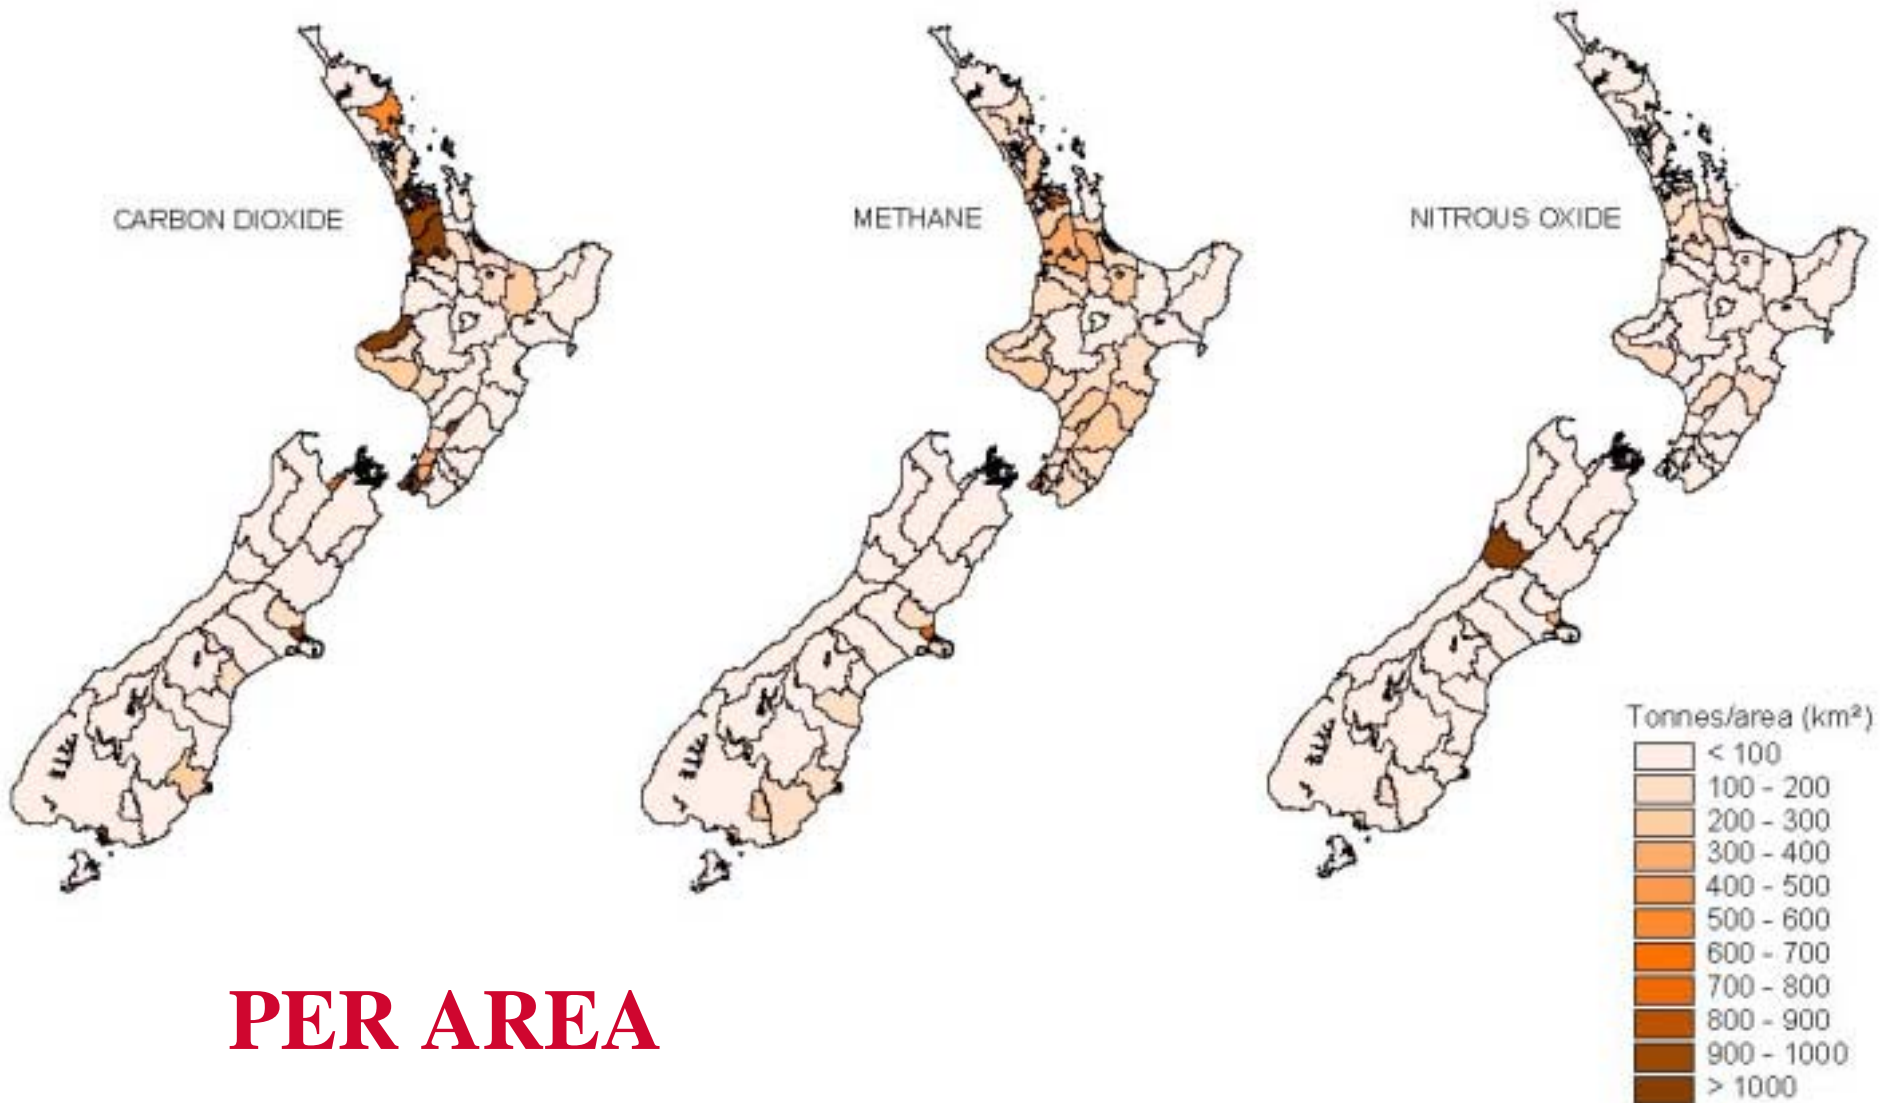 CARBON DIOXIDE
METHANE
NITROUS OXIDE
Tonnes/area (km²)
< 100
100 - 200
200 - 300
300 - 400
400 - 500
500 - 600
600 - 700
700 - 800
800 - 900
900 - 1000
> 1000
PER AREA